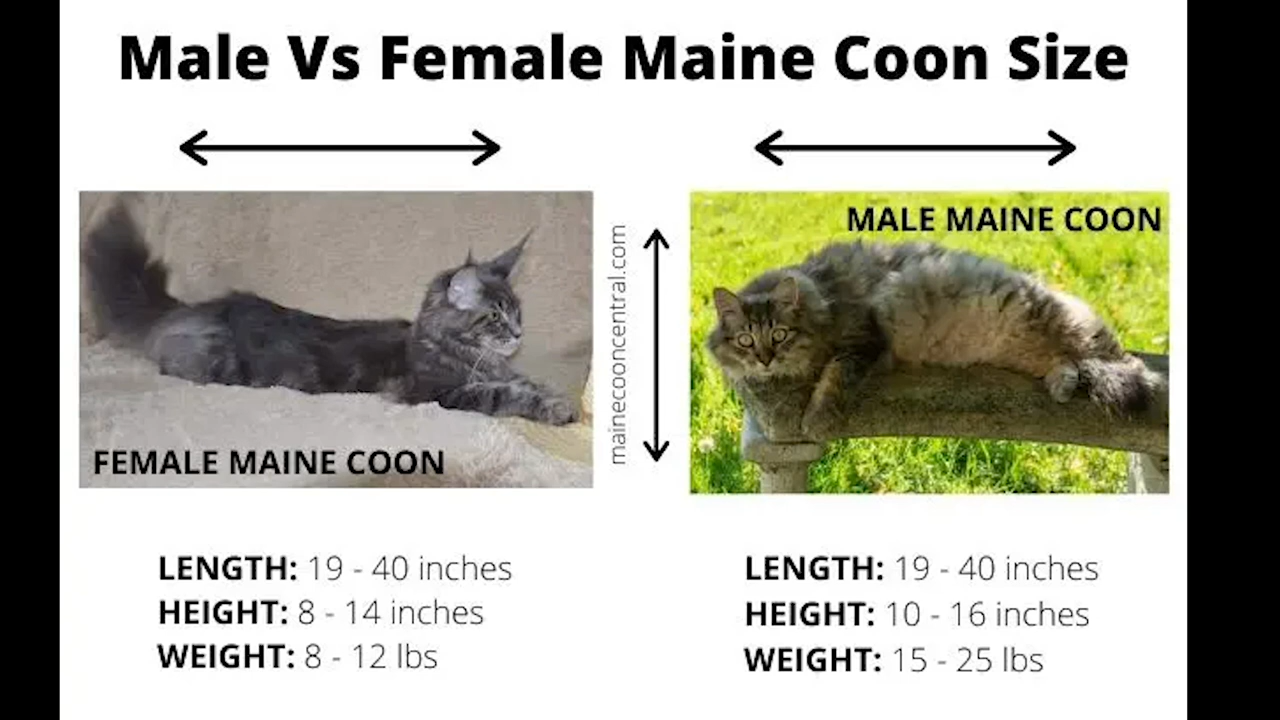 Male Vs Female Maine Coon Size
FEMALE MAINE COON
mainecooncentral.com
MALE MAINE COON
LENGTH: 19 - 40 inches
HEIGHT: 8 - 14 inches
WEIGHT: 8 - 12 lbs
LENGTH: 19 - 40 inches
HEIGHT: 10 - 16 inches
WEIGHT: 15 - 25 lbs